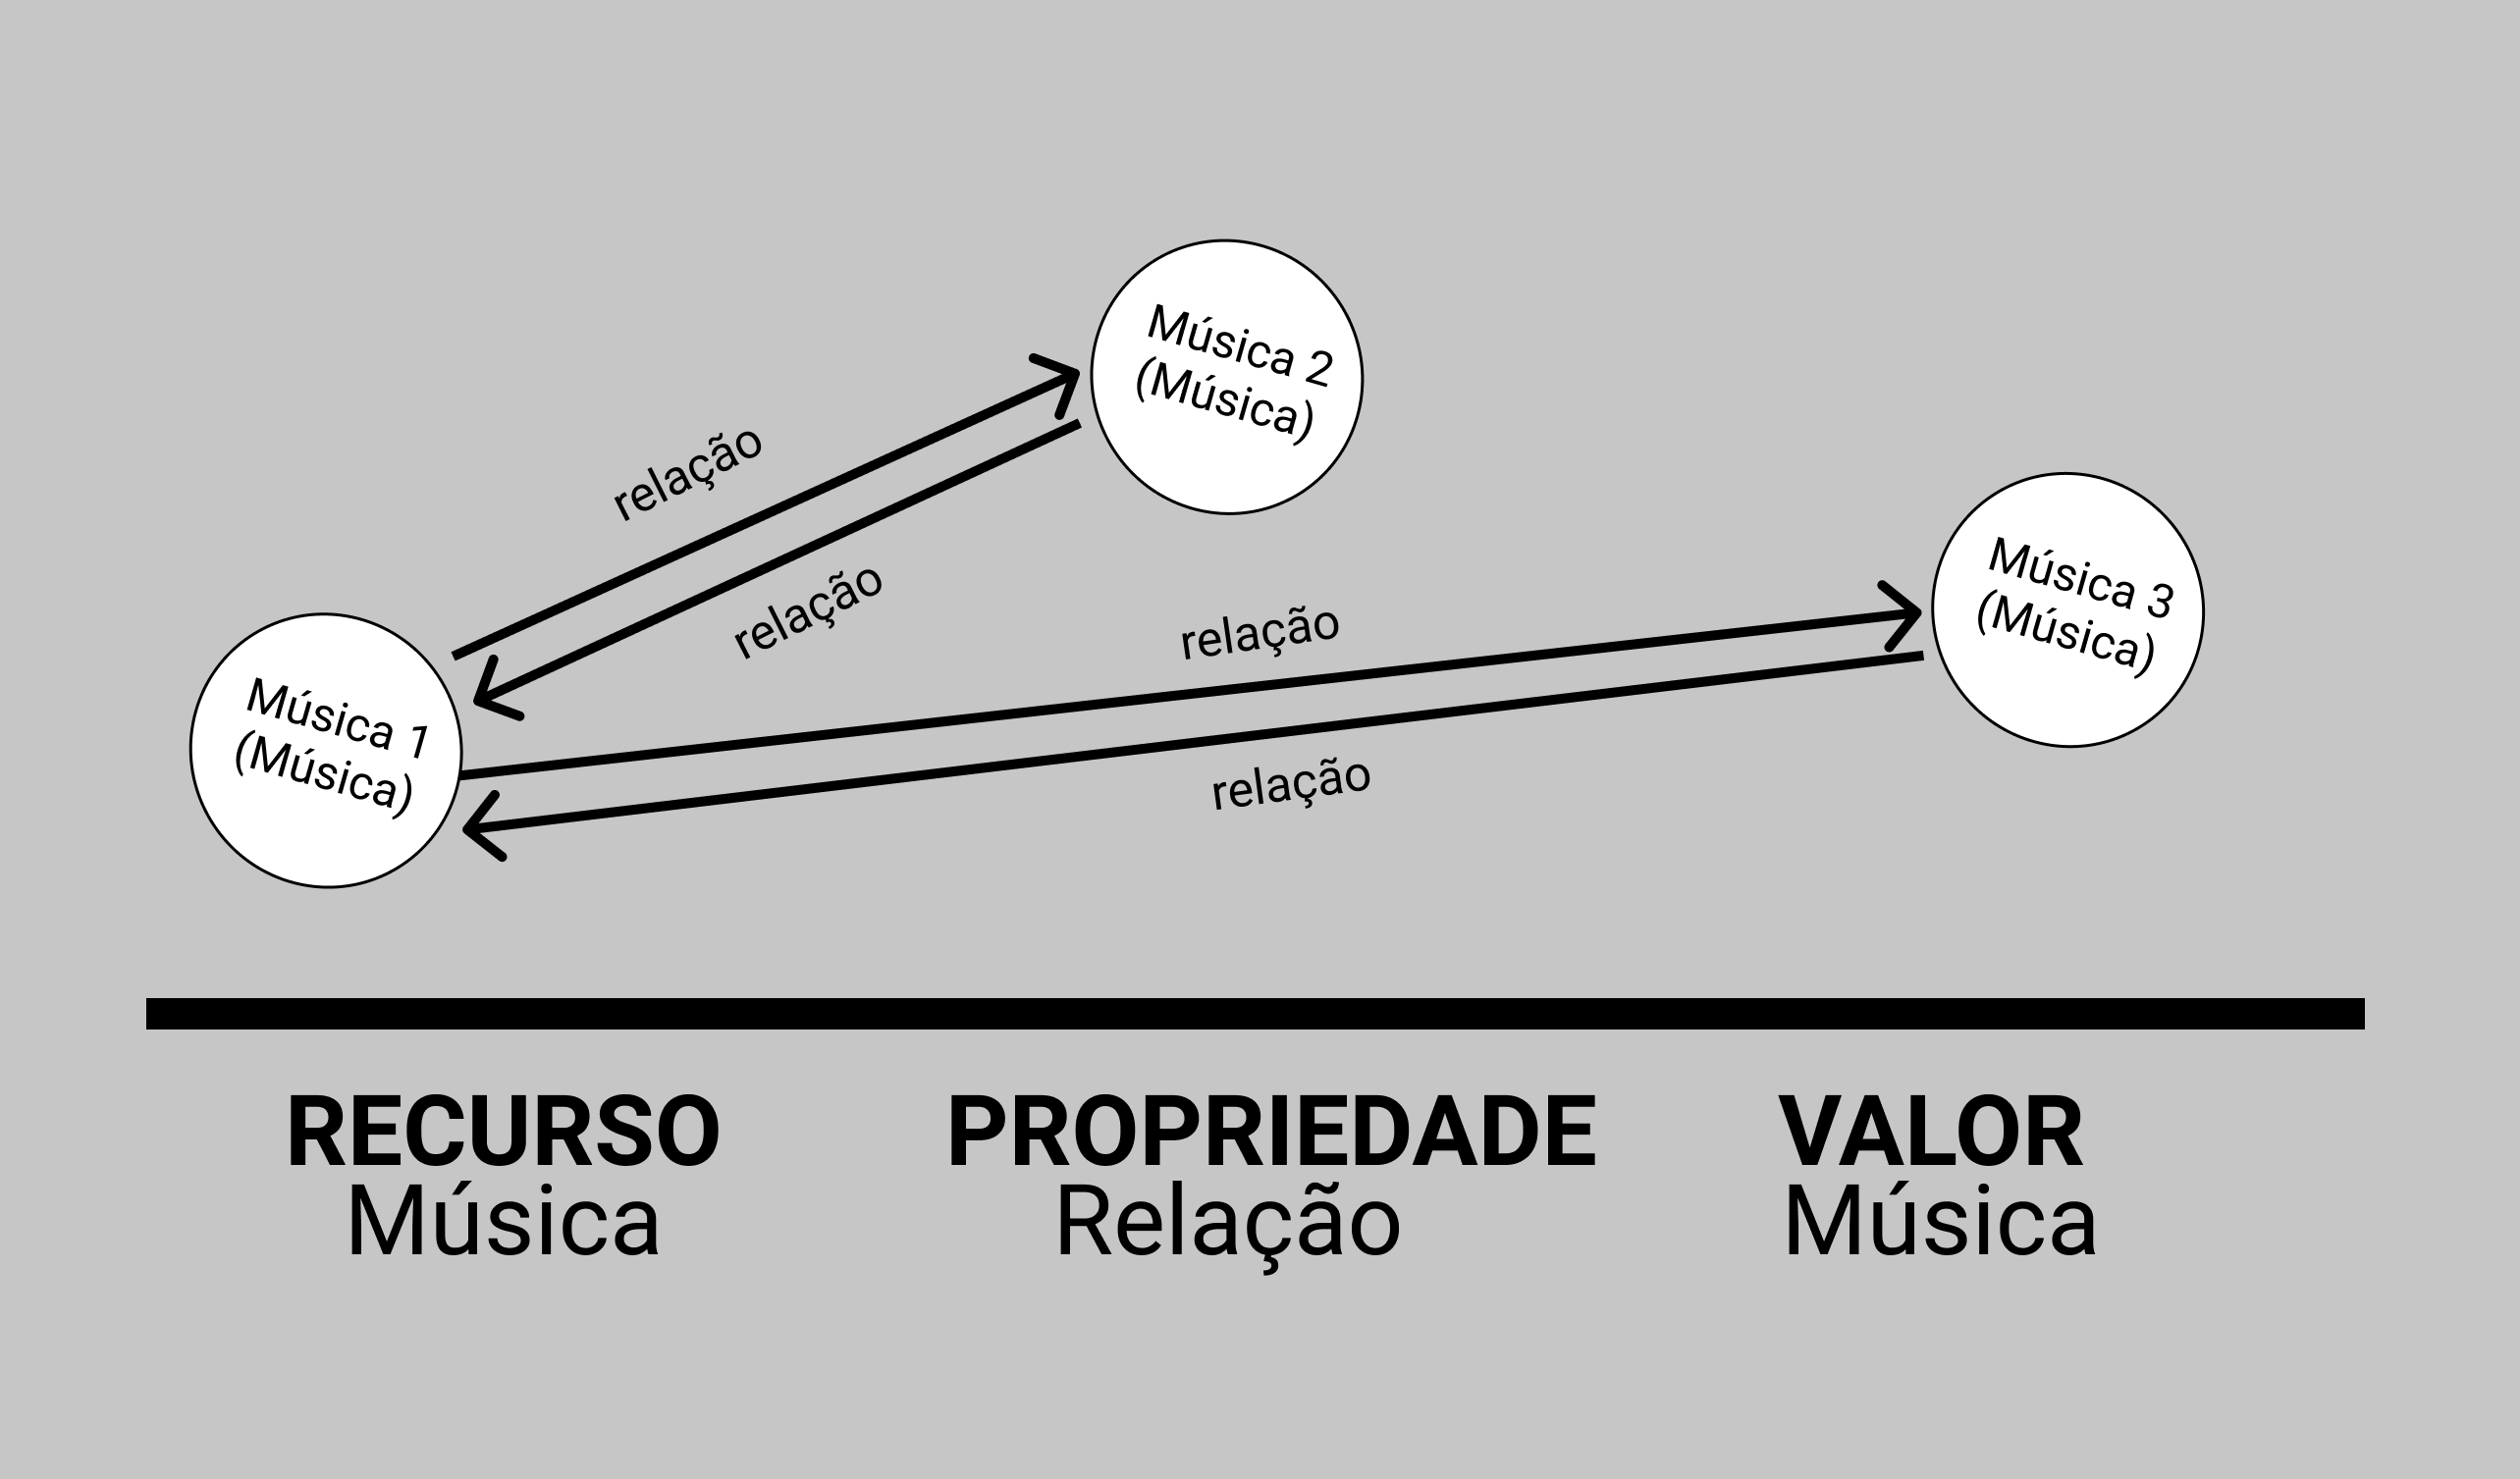 Música 2
(Música)
relação
relação
Música 3
(Música)
relação
relação
Música 1
(Música)
RECURSO PROPRIEDADE VALOR
Música Relação Música